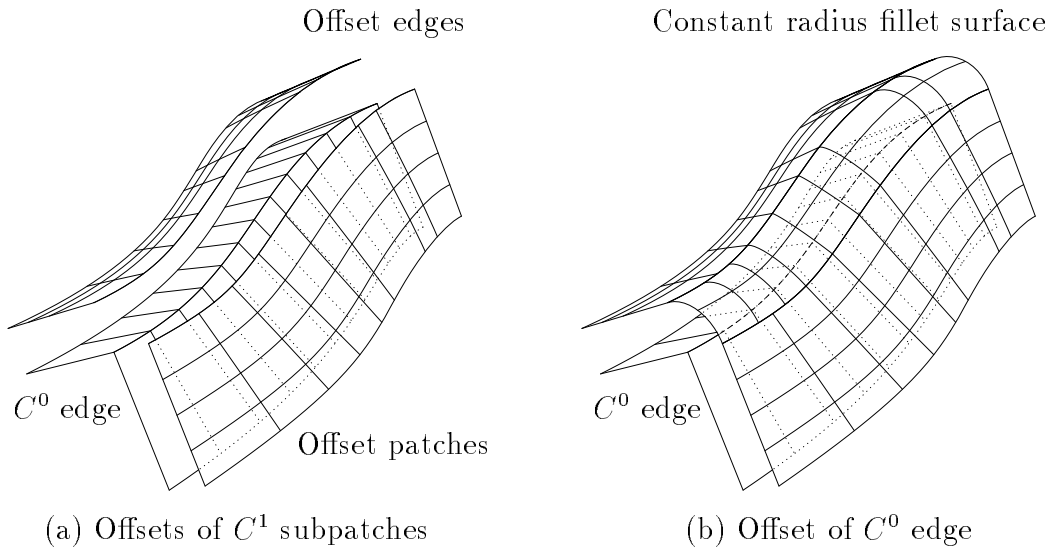 Offset edges
Constant radius fillet surface
C⁰ edge
C⁰ edge
Offset patches
(a) Offsets of C¹ subpatches
(b) Offset of C⁰ edge